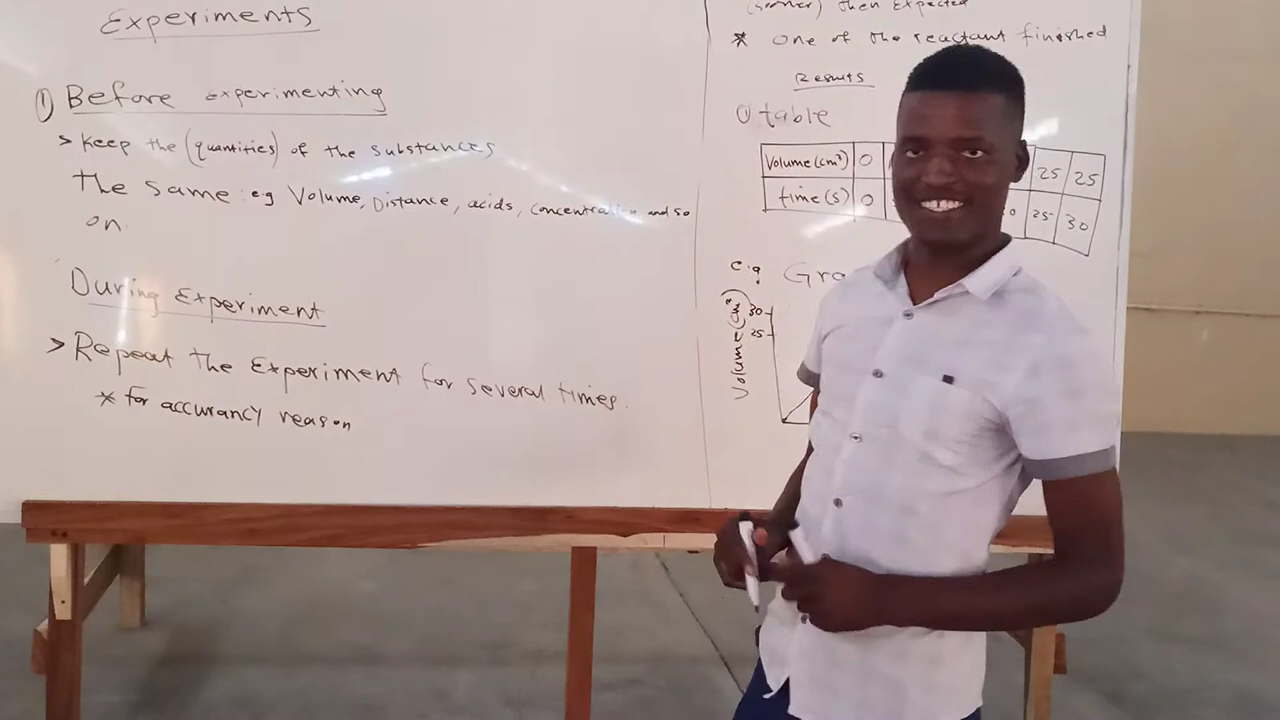 Experiments
① Before experimenting
> Keep the (quantities) of the substances
the same: eg Volume, Distance, acids, Concentration and so
on.
During Experiment
> Repeat the Experiment for several times.
* for accurancy reason
(sooner) then expected
* One of the reactant finished
Results
① table
Volume(cm³) 0 25 25
time(s) 0 25 30
e.g Gra
Volume(cm³)
30
25